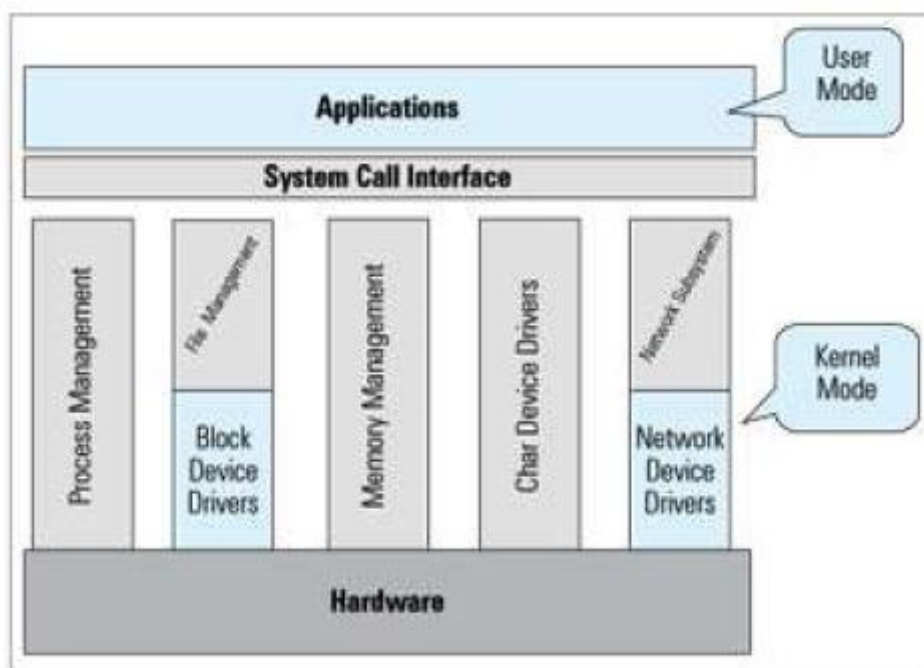 User
Mode
Applications
System Call Interface
Process Management
File Management
Block
Device
Drivers
Memory Management
Char Device Drivers
Network Subsystem
Network
Device
Drivers
Kernel
Mode
Hardware